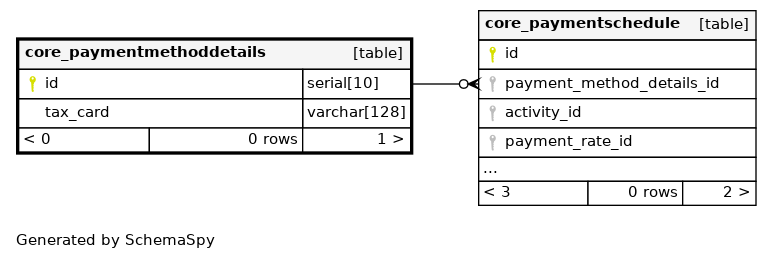 core_paymentmethoddetails [table]
id serial[10]
tax_card varchar[128]
< 0 0 rows 1 >
core_paymentschedule [table]
id
payment_method_details_id
activity_id
payment_rate_id
...
< 3 0 rows 2 >
Generated by SchemaSpy